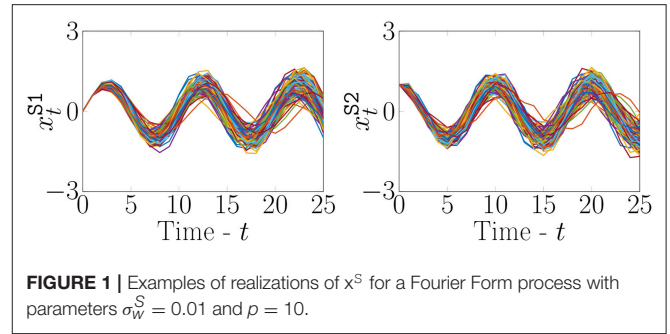 3
0
−3
x_t^S1
0 5 10 15 20 25
Time - t
3
0
−3
x_t^S2
0 5 10 15 20 25
Time - t
FIGURE 1 | Examples of realizations of x^S for a Fourier Form process with
parameters σ_w^S = 0.01 and p = 10.